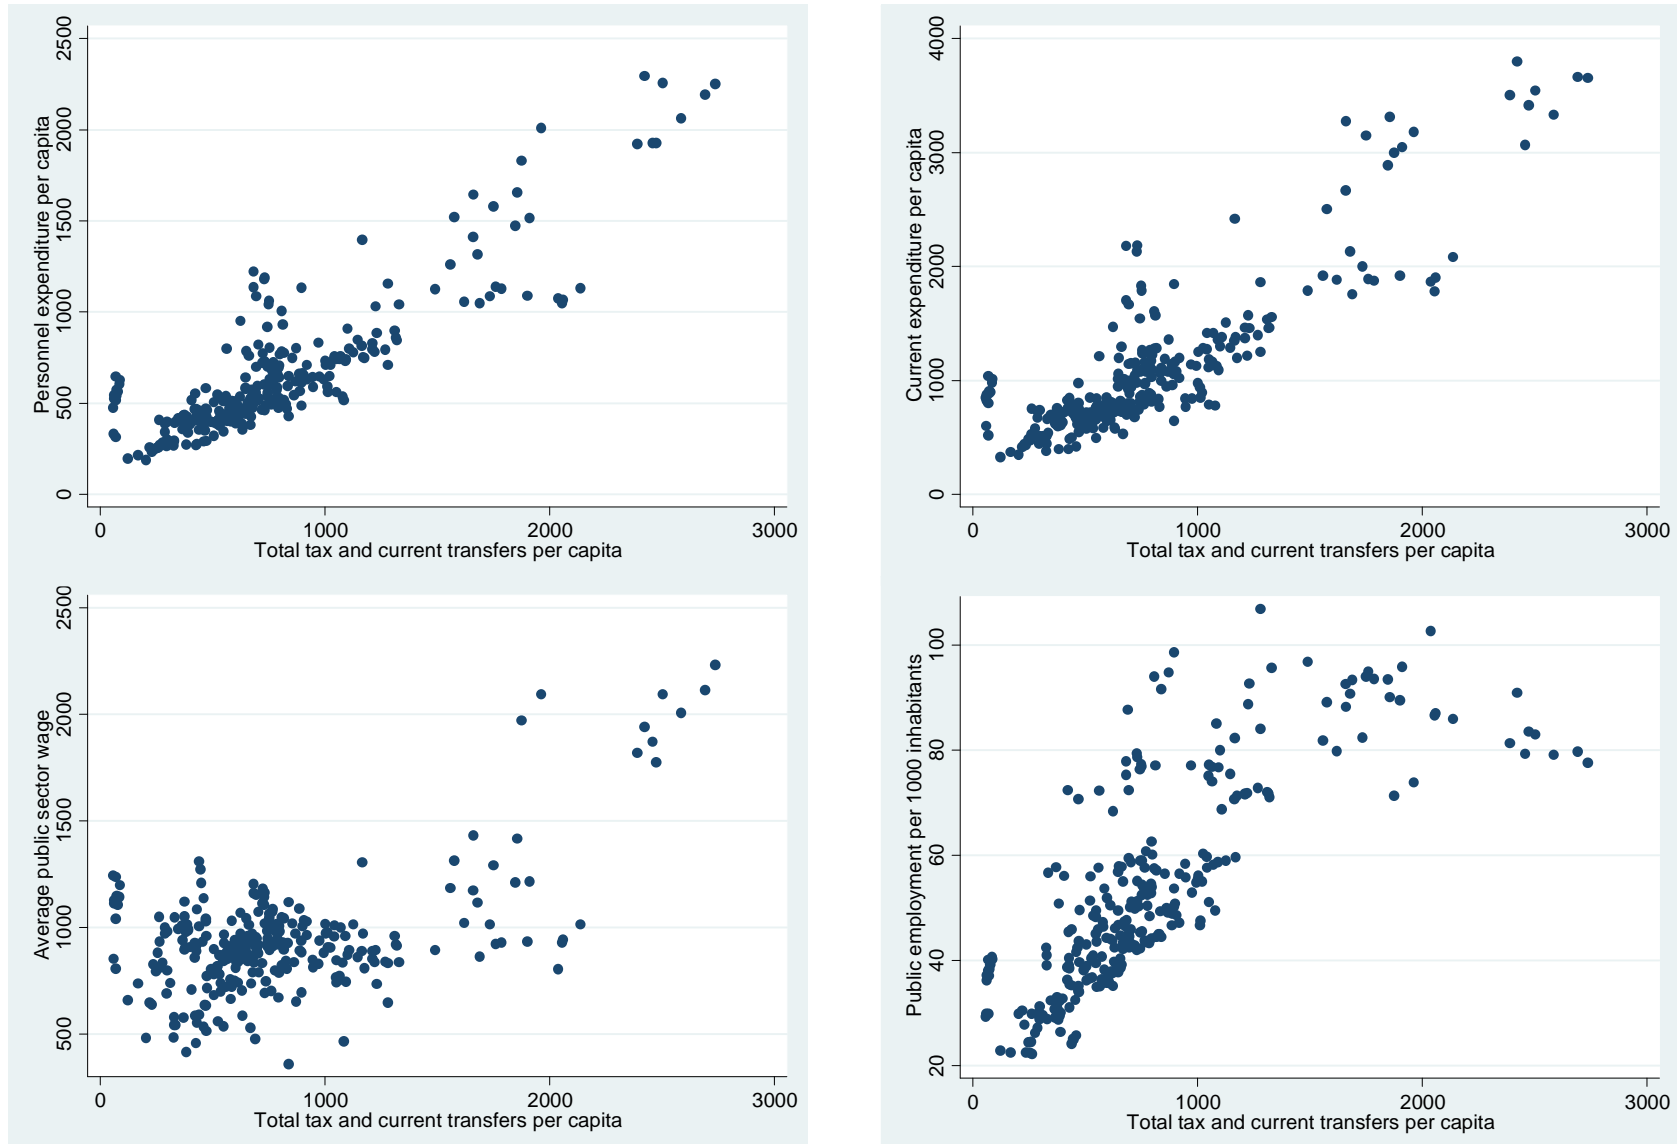 Personnel expenditure per capita
0 500 1000 1500 2000 2500
0 1000 2000 3000
Total tax and current transfers per capita
Current expenditure per capita
0 1000 2000 3000 4000
0 1000 2000 3000
Total tax and current transfers per capita
Average public sector wage
500 1000 1500 2000 2500
0 1000 2000 3000
Total tax and current transfers per capita
Public employment per 1000 inhabitants
20 40 60 80 100
0 1000 2000 3000
Total tax and current transfers per capita